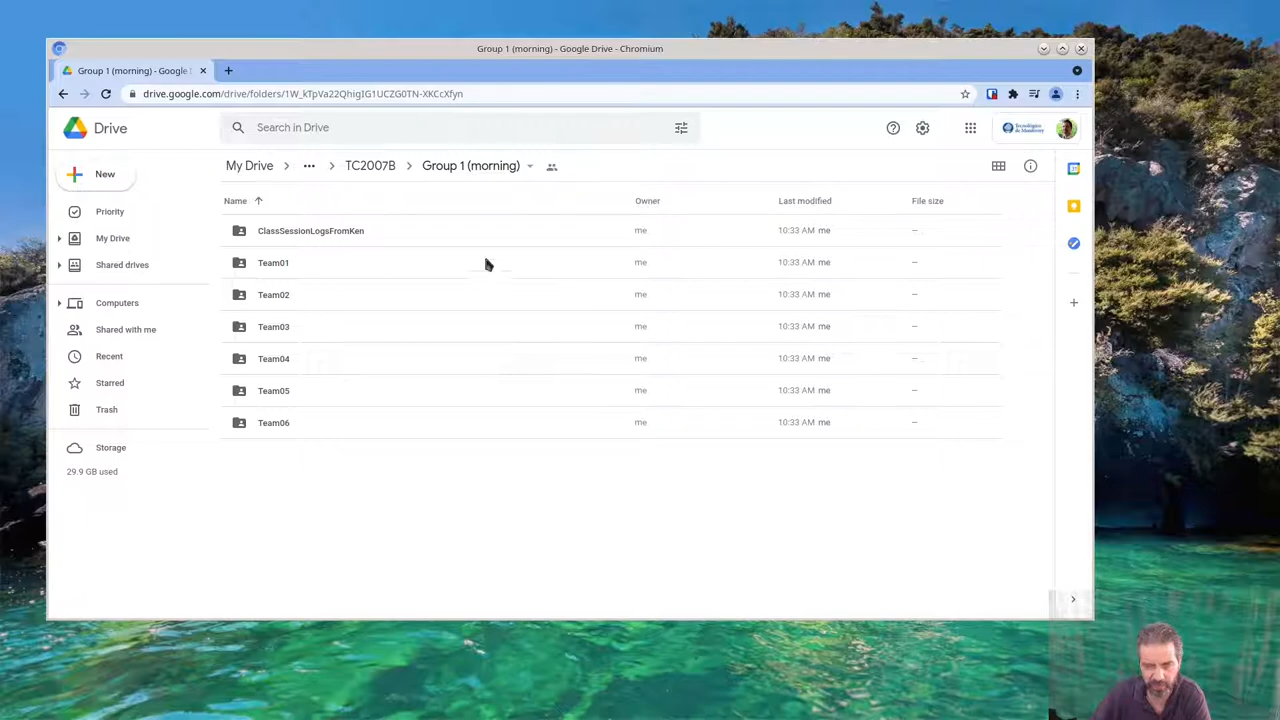 Group 1 (morning) - Google Drive - Chromium
Group 1 (morning) - Google
drive.google.com/drive/folders/1W_kTpVa22QhigIG1UCZG0TN-XKCcXfyn
Drive
Search in Drive
Tecnológico de Monterrey
New
My Drive
TC2007B
Group 1 (morning)
Name
Owner
Last modified
File size
Priority
My Drive
Shared drives
Computers
Shared with me
Recent
Starred
Trash
Storage
29.9 GB used
ClassSessionLogsFromKen me 10:33 AM me –
Team01 me 10:33 AM me –
Team02 me 10:33 AM me –
Team03 me 10:33 AM me –
Team04 me 10:33 AM me –
Team05 me 10:33 AM me –
Team06 me 10:33 AM me –